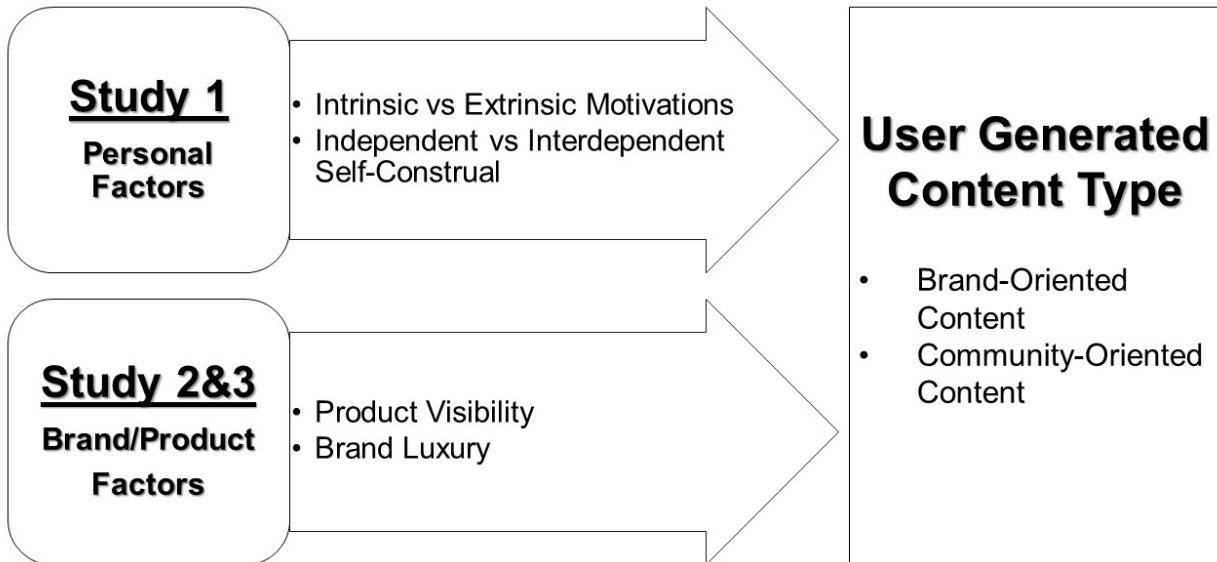 Study 1
Personal
Factors
• Intrinsic vs Extrinsic Motivations
• Independent vs Interdependent
Self-Construal
Study 2&3
Brand/Product
Factors
• Product Visibility
• Brand Luxury
User Generated
Content Type
• Brand-Oriented
Content
• Community-Oriented
Content